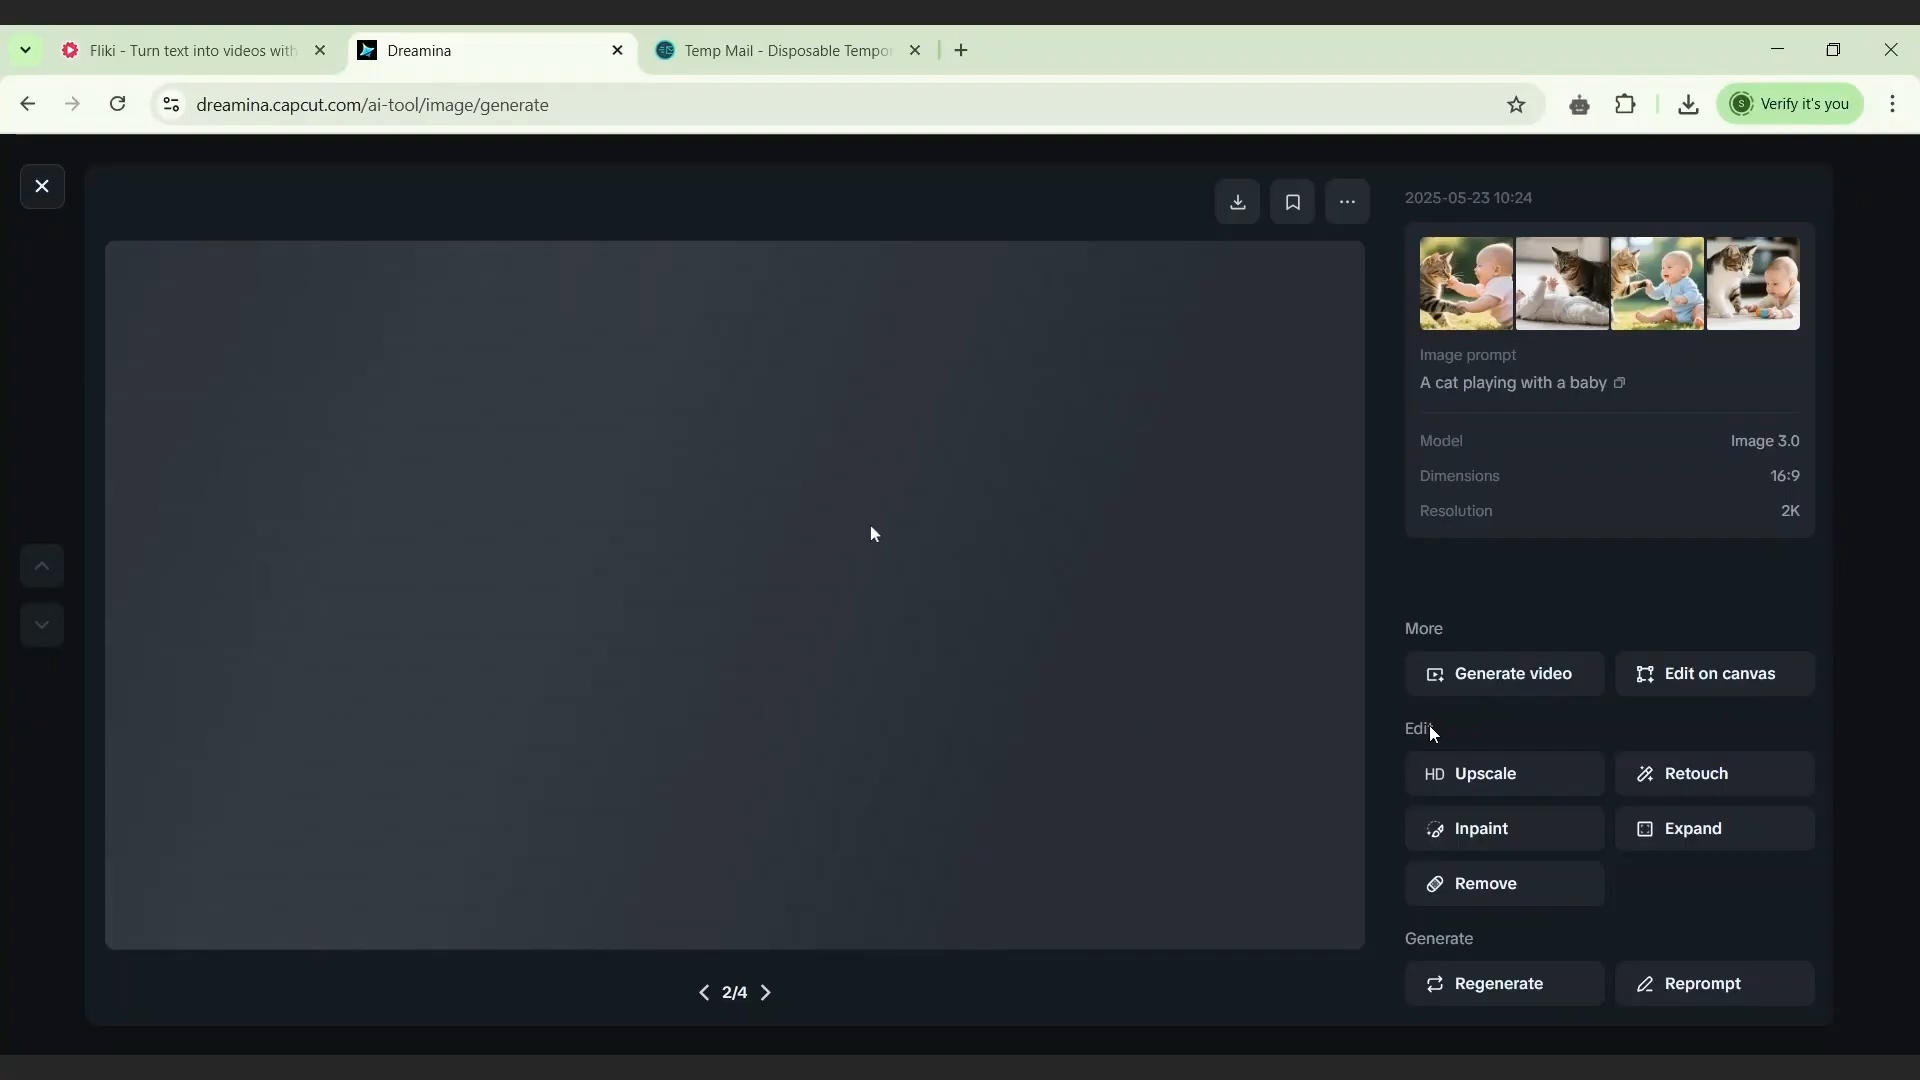 Fliki - Turn text into videos with
Dreamina
Temp Mail - Disposable Tempo
dreamina.capcut.com/ai-tool/image/generate
S
Verify it's you
2025-05-23 10:24
Image prompt
A cat playing with a baby
Model Image 3.0
Dimensions 16:9
Resolution 2K
More
Generate video Edit on canvas
Edit
HD Upscale Retouch
Inpaint Expand
Remove
Generate
2/4
Regenerate Reprompt